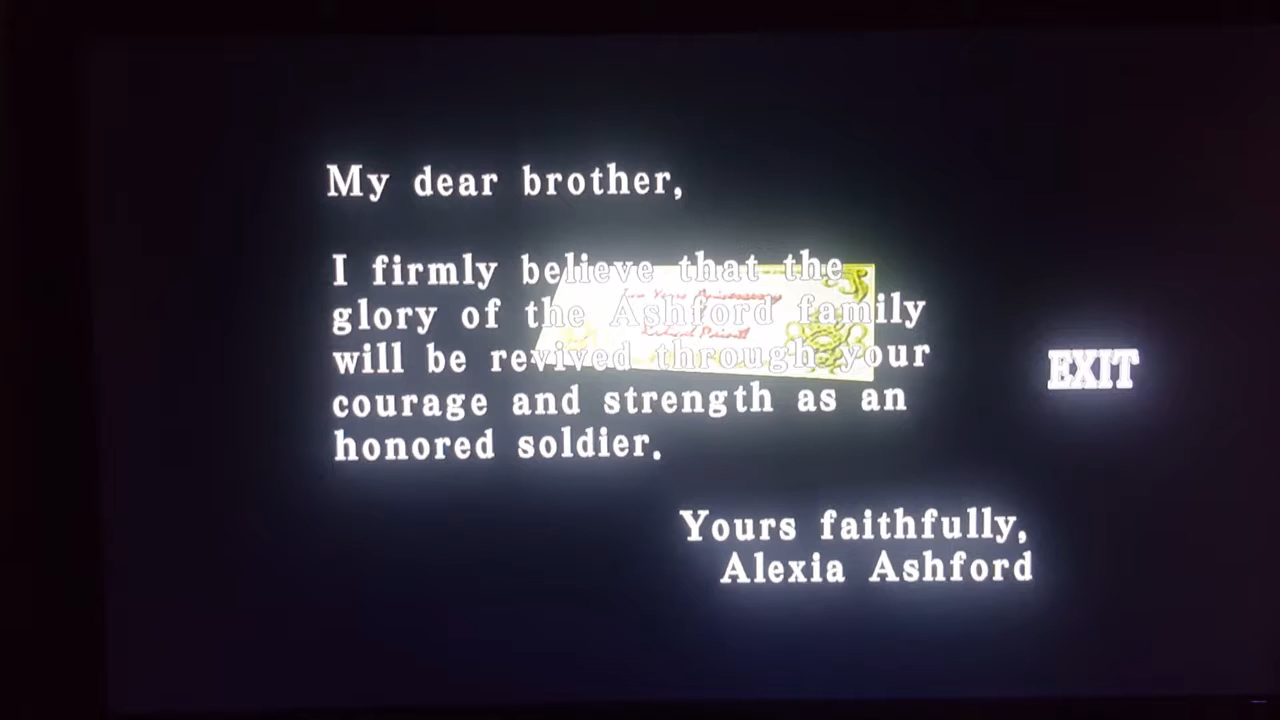 My dear brother,
I firmly believe that the
glory of the Ashford family
will be revived through your
courage and strength as an
honored soldier.
EXIT
Yours faithfully,
Alexia Ashford